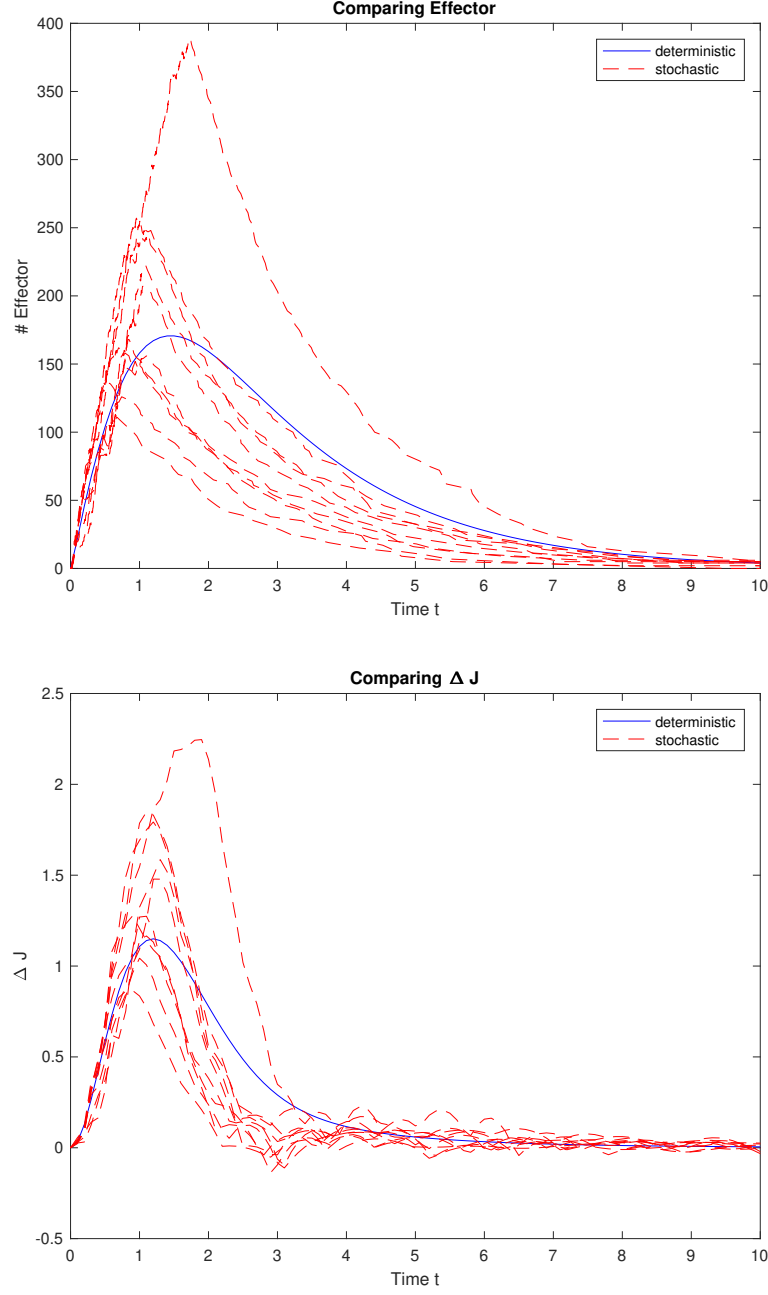 Comparing Effector
400
350
300
250
200
150
100
50
0
# Effector
deterministic
stochastic
0 1 2 3 4 5 6 7 8 9 10
Time t
Comparing Δ J
2.5
2
1.5
1
0.5
0
-0.5
Δ J
deterministic
stochastic
0 1 2 3 4 5 6 7 8 9 10
Time t